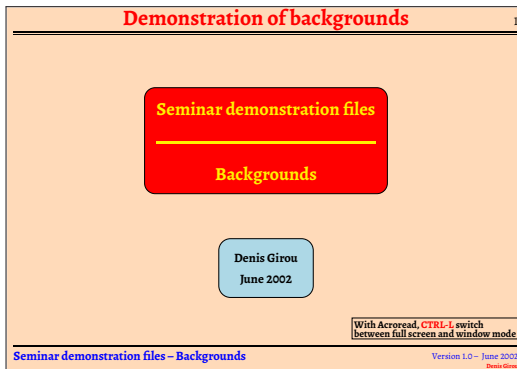 Demonstration of backgrounds
1
Seminar demonstration files
Backgrounds
Denis Girou
June 2002
With Acroread, CTRL-L switch
between full screen and window mode
Seminar demonstration files – Backgrounds
Version 1.0 – June 2002
Denis Girou